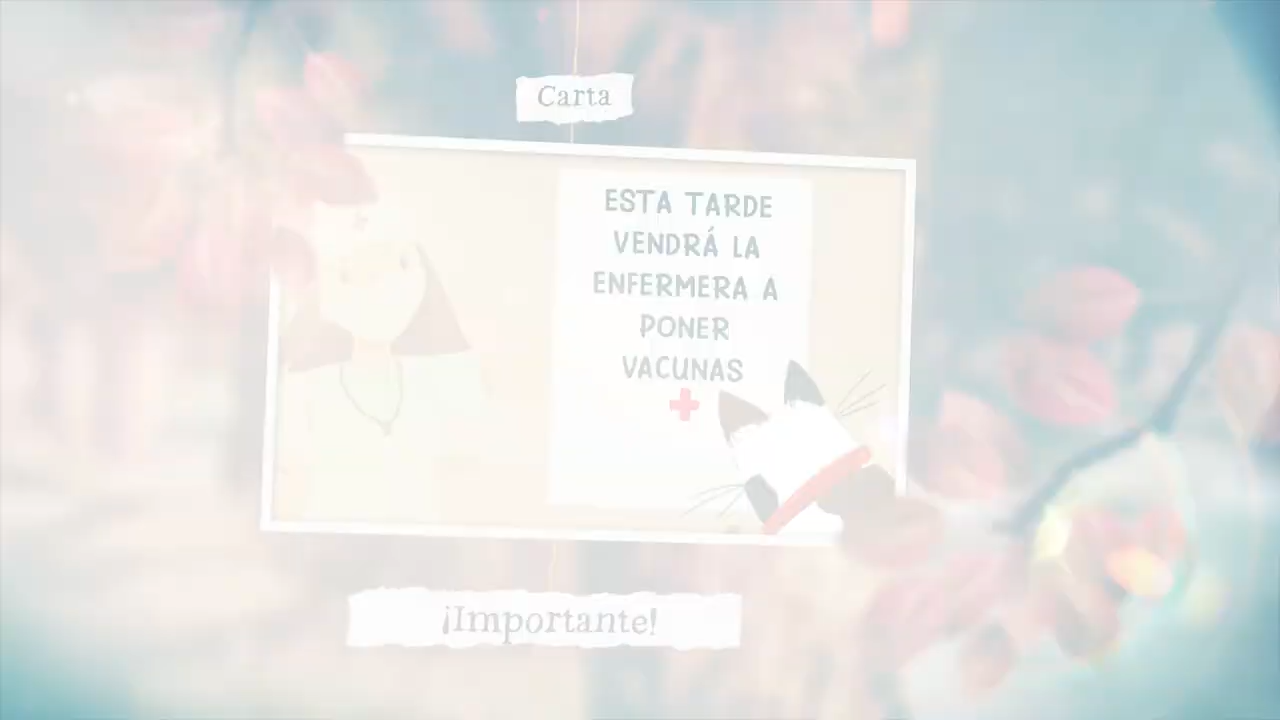 Carta
ESTA TARDE
VENDRÁ LA
ENFERMERA A
PONER
VACUNAS
¡Importante!